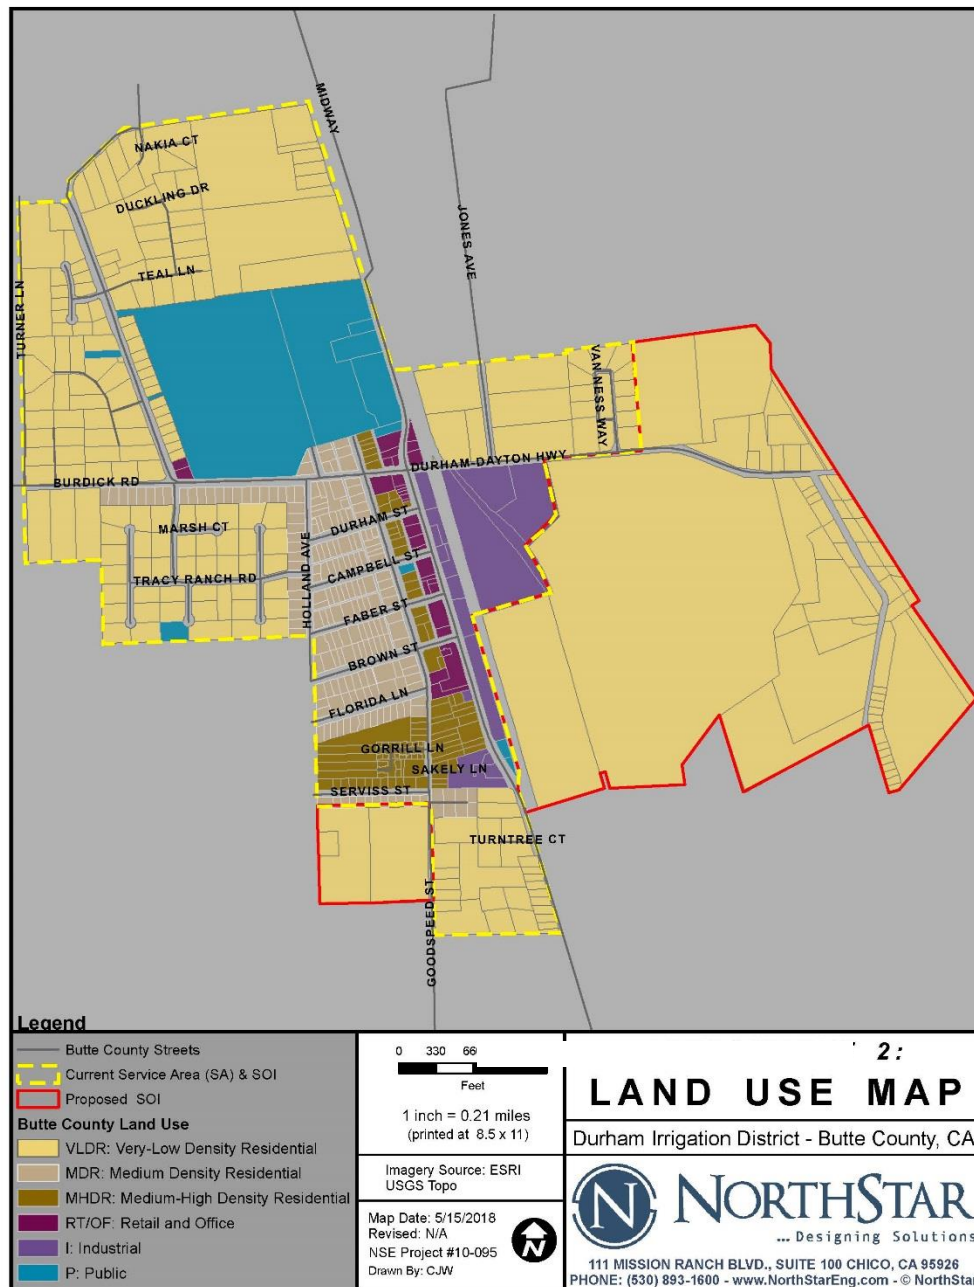 MIDWAY
NAKIA CT
DUCKLING DR
JONES AVE
TEAL LN
TURNER LN
VAN NESS WAY
DURHAM-DAYTON HWY
BURDICK RD
MARSH CT
DURHAM ST
CAMPBELL ST
TRACY RANCH RD
HOLLAND AVE
FABER ST
BROWN ST
FLORIDA LN
GORRILL LN
SAKELY LN
SERVISS ST
TURNTREE CT
GOODSPEED ST
Legend
Butte County Streets
Current Service Area (SA) & SOI
Proposed SOI
Butte County Land Use
VLDR: Very-Low Density Residential
MDR: Medium Density Residential
MHDR: Medium-High Density Residential
RT/OF: Retail and Office
I: Industrial
P: Public
0 330 66
Feet
1 inch = 0.21 miles
(printed at 8.5 x 11)
Imagery Source: ESRI
USGS Topo
Map Date: 5/15/2018
Revised: N/A
NSE Project #10-095
Drawn By: CJW
N
2:
LAND USE MAP
Durham Irrigation District - Butte County, CA
N
NORTHSTAR
... Designing Solutions
111 MISSION RANCH BLVD., SUITE 100 CHICO, CA 95926
PHONE: (530) 893-1600 - www.NorthStarEng.com - © NorthStar